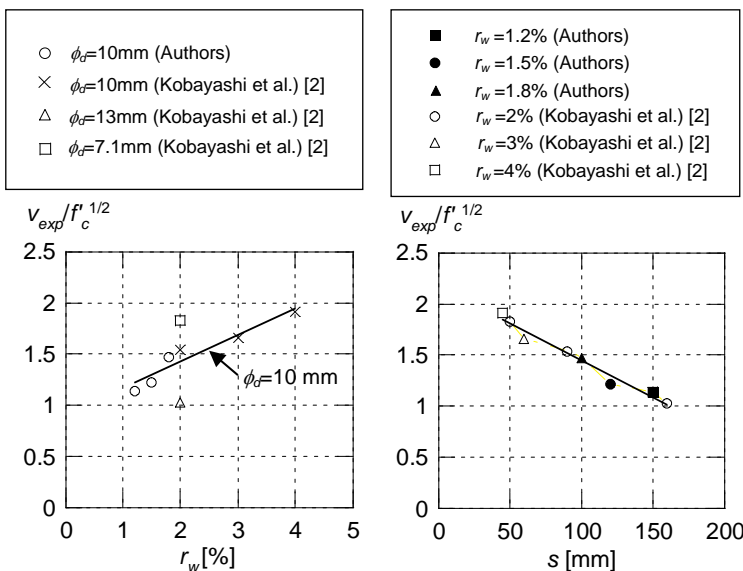 ϕd=10mm (Authors)
ϕd=10mm (Kobayashi et al.) [2]
ϕd=13mm (Kobayashi et al.) [2]
ϕd=7.1mm (Kobayashi et al.) [2]
rw=1.2% (Authors)
rw=1.5% (Authors)
rw=1.8% (Authors)
rw=2% (Kobayashi et al.) [2]
rw=3% (Kobayashi et al.) [2]
rw=4% (Kobayashi et al.) [2]
vexp/f'c1/2
2.5
2
1.5
1
0.5
0
ϕd=10 mm
0 1 2 3 4 5
rw[%]
vexp/f'c1/2
2.5
2
1.5
1
0.5
0
0 50 100 150 200
s [mm]